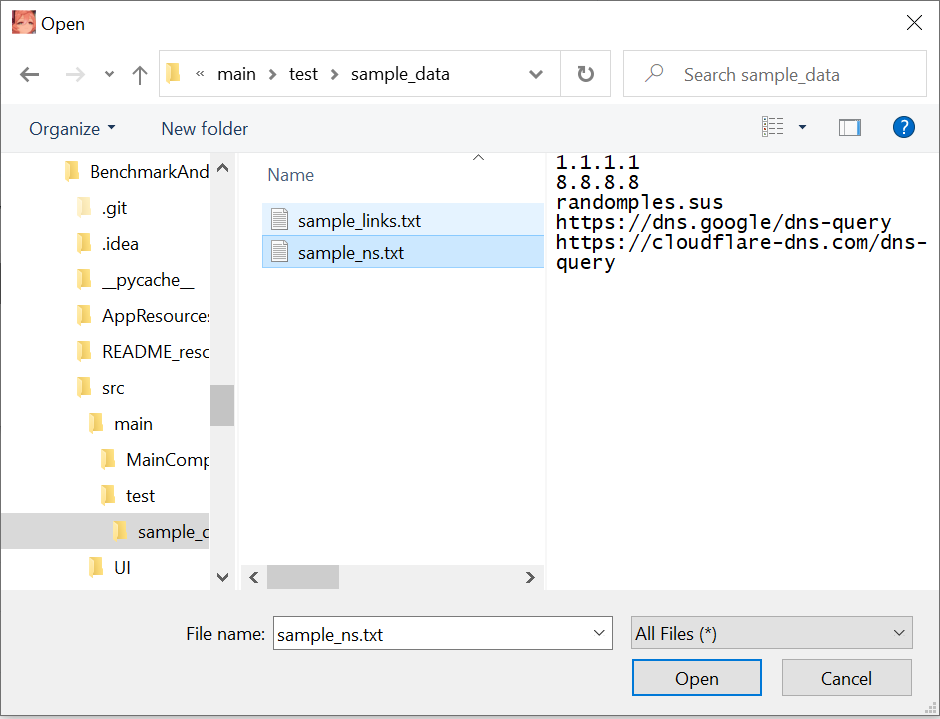 Open
« main > test > sample_data
Search sample_data
Organize
New folder
?
BenchmarkAnd
.git
.idea
__pycache__
AppResources
README_resc
src
main
MainComp
test
sample_d
UI
Name
sample_links.txt
sample_ns.txt
1.1.1.1
8.8.8.8
randomples.sus
https://dns.google/dns-query
https://cloudflare-dns.com/dns-
query
File name: sample_ns.txt
All Files (*)
Open
Cancel